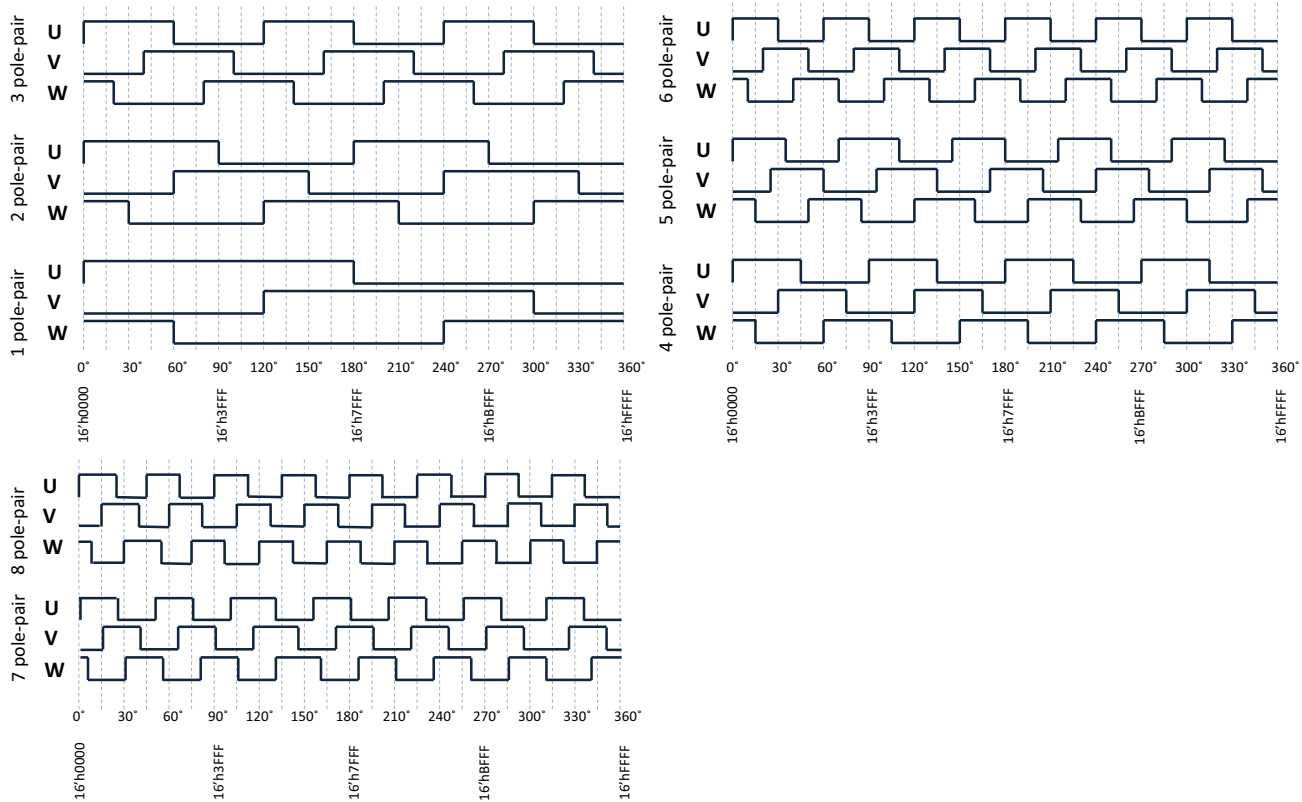 3 pole-pair
U
V
W
2 pole-pair
U
V
W
1 pole-pair
U
V
W
0° 30° 60° 90° 120° 150° 180° 210° 240° 270° 300° 330° 360°
16'h0000 16'h3FFF 16'h7FFF 16'hBFFF 16'hFFFF
6 pole-pair
U
V
W
5 pole-pair
U
V
W
4 pole-pair
U
V
W
0° 30° 60° 90° 120° 150° 180° 210° 240° 270° 300° 330° 360°
16'h0000 16'h3FFF 16'h7FFF 16'hBFFF 16'hFFFF
8 pole-pair
U
V
W
7 pole-pair
U
V
W
0° 30° 60° 90° 120° 150° 180° 210° 240° 270° 300° 330° 360°
16'h0000 16'h3FFF 16'h7FFF 16'hBFFF 16'hFFFF